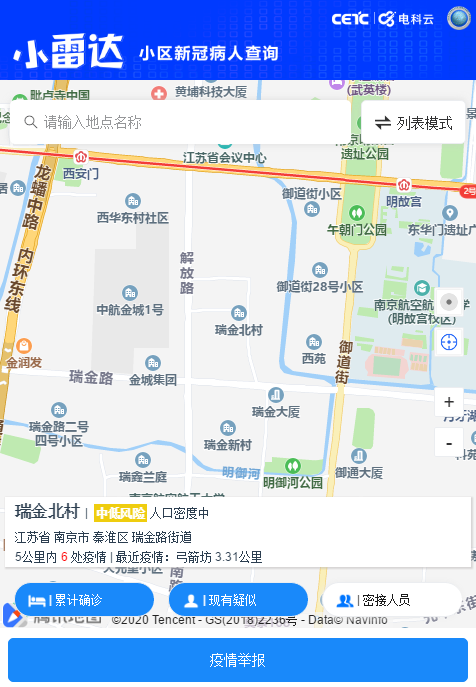 CETC | 电科云
小雷达 小区新冠病人查询
毗卢寺中国
黄埔科技大厦
(武英楼)
请输入地点名称
列表模式
遗址公园
江苏省会议中心
西安门
龙蟠中路
御道街小区
明故宫
2号
西华东村社区
午朝门公园
东华门遗址广
内环东线
解放路
御道街28号小区
中航金城1号
南京航空航
(明故宫校区)
瑞金北村
金润发
西苑
御道街
瑞金路
金城集团
瑞金大厦
+
瑞金路二号
四号小区
瑞金新村
-
瑞鑫兰庭
明御河
明御河公园
御道大厦
瑞金北村 | 中低风险 人口密度中
江苏省 南京市 秦淮区 瑞金路街道
5公里内 6 处疫情 | 最近疫情：弓箭坊 3.31公里
| 累计确诊
| 现有疑似
| 密接人员
腾讯地图 ©2020 Tencent - GS(2018)2236号 - Data© NavInfo
疫情举报